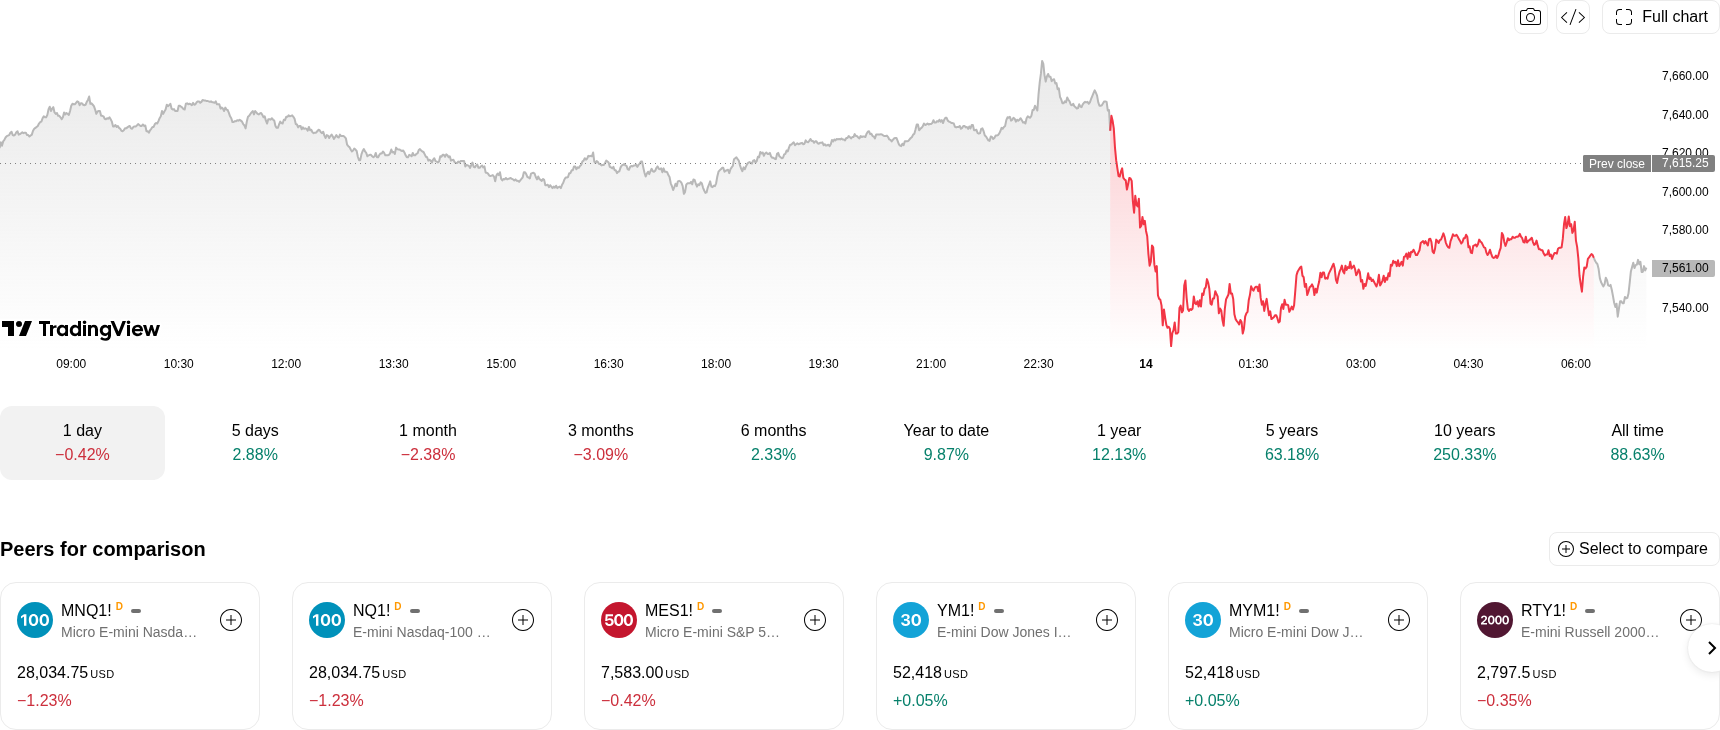 Full chart
7,660.00
7,640.00
7,620.00
Prev close 7,615.25
7,600.00
7,580.00
7,561.00
7,540.00
TradingView
09:00 10:30 12:00 13:30 15:00 16:30 18:00 19:30 21:00 22:30 14 01:30 03:00 04:30 06:00
1 day 5 days 1 month 3 months 6 months Year to date 1 year 5 years 10 years All time
−0.42% 2.88% −2.38% −3.09% 2.33% 9.87% 12.13% 63.18% 250.33% 88.63%
Peers for comparison
Select to compare
100 MNQ1! D
Micro E-mini Nasda…
28,034.75 USD
−1.23%
100 NQ1! D
E-mini Nasdaq-100 …
28,034.75 USD
−1.23%
500 MES1! D
Micro E-mini S&P 5…
7,583.00 USD
−0.42%
30 YM1! D
E-mini Dow Jones I…
52,418 USD
+0.05%
30 MYM1! D
Micro E-mini Dow J…
52,418 USD
+0.05%
2000 RTY1! D
E-mini Russell 2000…
2,797.5 USD
−0.35%